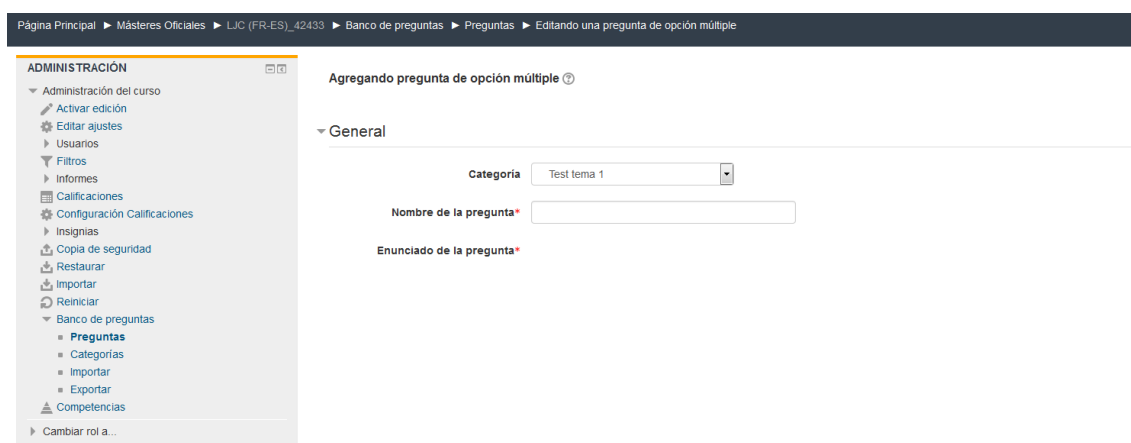 Página Principal ► Másteres Oficiales ► LJC (FR-ES)_42433 ► Banco de preguntas ► Preguntas ► Editando una pregunta de opción múltiple
ADMINISTRACIÓN
Administración del curso
Activar edición
Editar ajustes
Usuarios
Filtros
Informes
Calificaciones
Configuración Calificaciones
Insignias
Copia de seguridad
Restaurar
Importar
Reiniciar
Banco de preguntas
Preguntas
Categorías
Importar
Exportar
Competencias
Cambiar rol a...
Agregando pregunta de opción múltiple
General
Categoría Test tema 1
Nombre de la pregunta*
Enunciado de la pregunta*